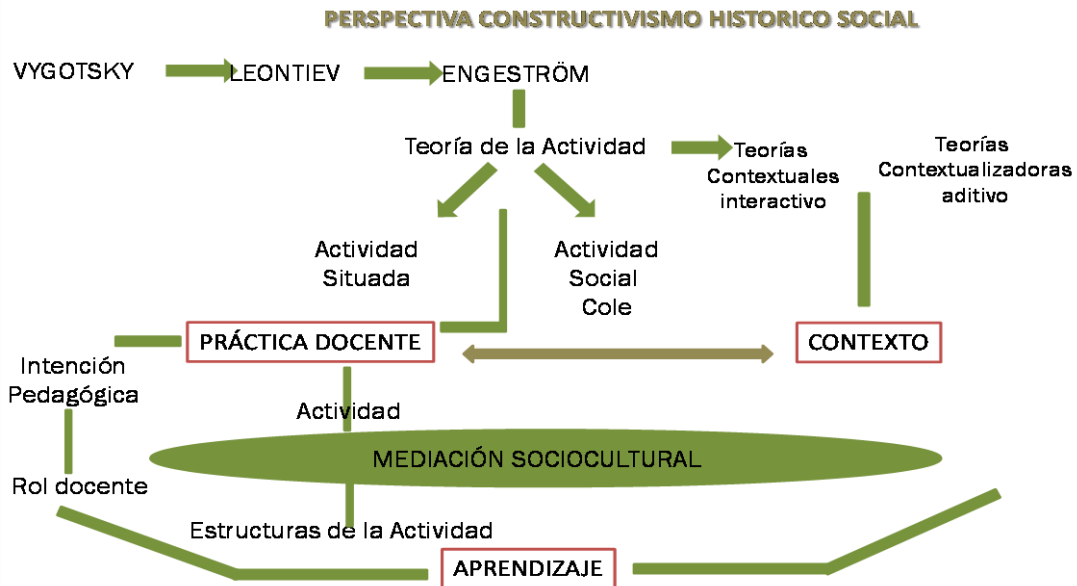 PERSPECTIVA CONSTRUCTIVISMO HISTORICO SOCIAL
VYGOTSKY
LEONTIEV
ENGESTRÖM
Teoría de la Actividad
Teorías
Contextuales
interactivo
Teorías
Contextualizadoras
aditivo
Actividad
Situada
Actividad
Social
Cole
PRÁCTICA DOCENTE
CONTEXTO
Intención
Pedagógica
Actividad
MEDIACIÓN SOCIOCULTURAL
Rol docente
Estructuras de la Actividad
APRENDIZAJE